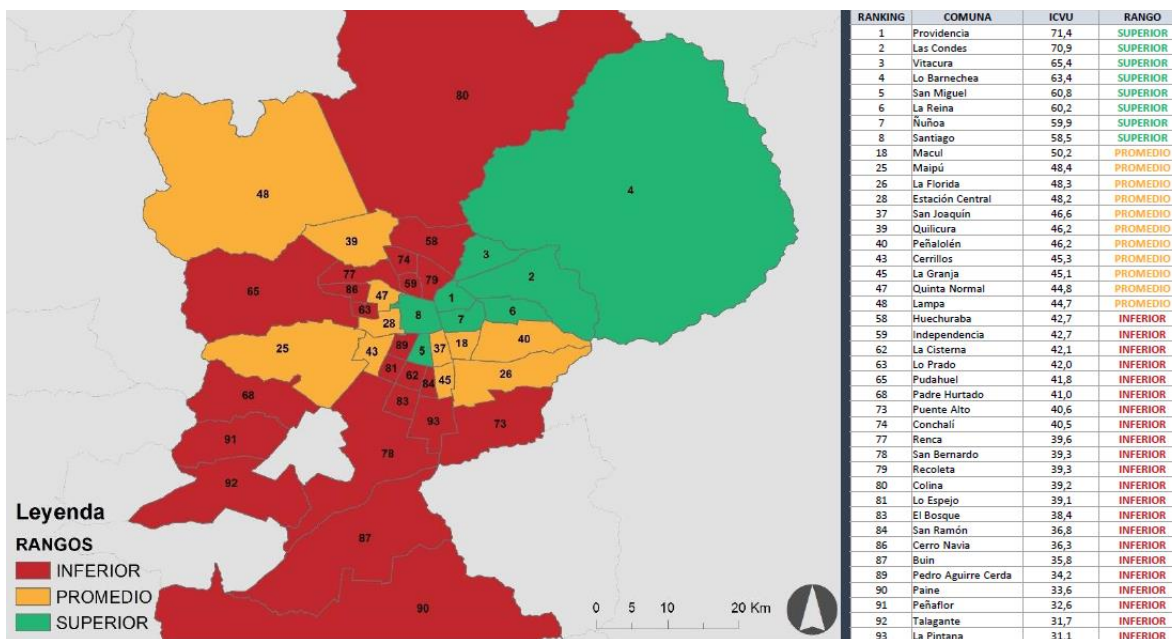 80
48
4
39
58
3
74
77
59
79
2
86
65
47
1
63
8
6
28
7
89
40
25
43
5
37
18
81
62
26
84
45
68
83
93
73
91
78
92
87
90
Leyenda
RANGOS
INFERIOR
PROMEDIO
SUPERIOR
0 5 10 20 Km
RANKING COMUNA ICVU RANGO
1 Providencia 71,4 SUPERIOR
2 Las Condes 70,9 SUPERIOR
3 Vitacura 65,4 SUPERIOR
4 Lo Barnechea 63,4 SUPERIOR
5 San Miguel 60,8 SUPERIOR
6 La Reina 60,2 SUPERIOR
7 Ñuñoa 59,9 SUPERIOR
8 Santiago 58,5 SUPERIOR
18 Macul 50,2 PROMEDIO
25 Maipú 48,4 PROMEDIO
26 La Florida 48,3 PROMEDIO
28 Estación Central 48,2 PROMEDIO
37 San Joaquín 46,6 PROMEDIO
39 Quilicura 46,2 PROMEDIO
40 Peñalolén 46,2 PROMEDIO
43 Cerrillos 45,3 PROMEDIO
45 La Granja 45,1 PROMEDIO
47 Quinta Normal 44,8 PROMEDIO
48 Lampa 44,7 PROMEDIO
58 Huechuraba 42,7 INFERIOR
59 Independencia 42,7 INFERIOR
62 La Cisterna 42,1 INFERIOR
63 Lo Prado 42,0 INFERIOR
65 Pudahuel 41,8 INFERIOR
68 Padre Hurtado 41,0 INFERIOR
73 Puente Alto 40,6 INFERIOR
74 Conchalí 40,5 INFERIOR
77 Renca 39,6 INFERIOR
78 San Bernardo 39,3 INFERIOR
79 Recoleta 39,3 INFERIOR
80 Colina 39,2 INFERIOR
81 Lo Espejo 39,1 INFERIOR
83 El Bosque 38,4 INFERIOR
84 San Ramón 36,8 INFERIOR
86 Cerro Navia 36,3 INFERIOR
87 Buin 35,8 INFERIOR
89 Pedro Aguirre Cerda 34,2 INFERIOR
90 Paine 33,6 INFERIOR
91 Peñaflor 32,6 INFERIOR
92 Talagante 31,7 INFERIOR
93 La Pintana 31,1 INFERIOR